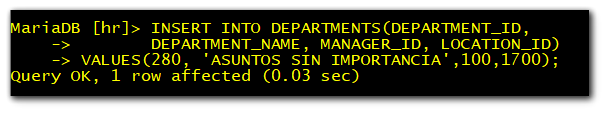 MariaDB [hr]> INSERT INTO DEPARTMENTS(DEPARTMENT_ID,
    ->         DEPARTMENT_NAME, MANAGER_ID, LOCATION_ID)
    -> VALUES(280, 'ASUNTOS SIN IMPORTANCIA',100,1700);
Query OK, 1 row affected (0.03 sec)